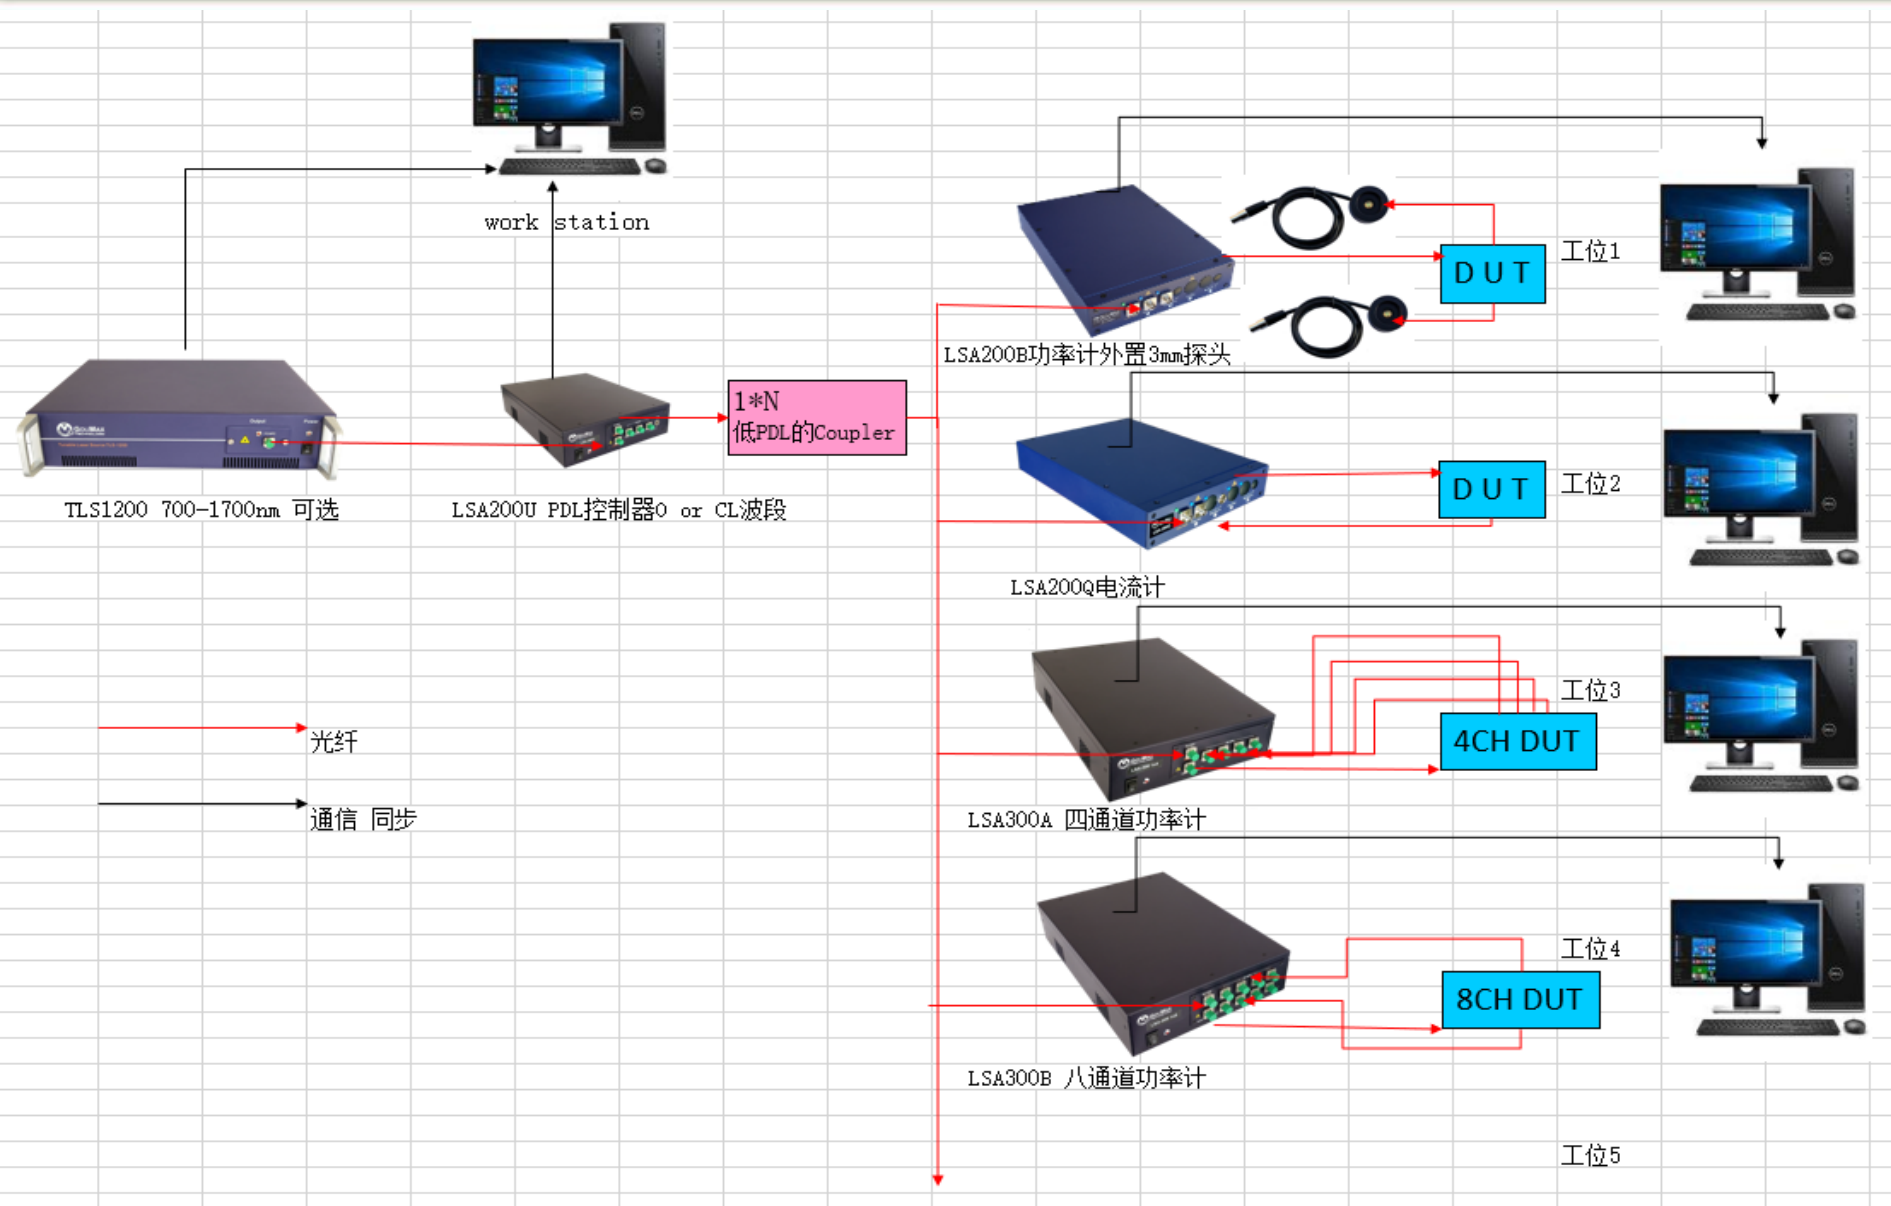 work station
工位1
LSA200B功率计外置3mm探头
D U T
1*N
低PDL的Coupler
TLS1200 700-1700nm 可选
LSA200U PDL控制器O or CL波段
D U T
工位2
LSA200Q电流计
工位3
4CH DUT
光纤
通信 同步
LSA300A 四通道功率计
工位4
8CH DUT
LSA300B 八通道功率计
工位5